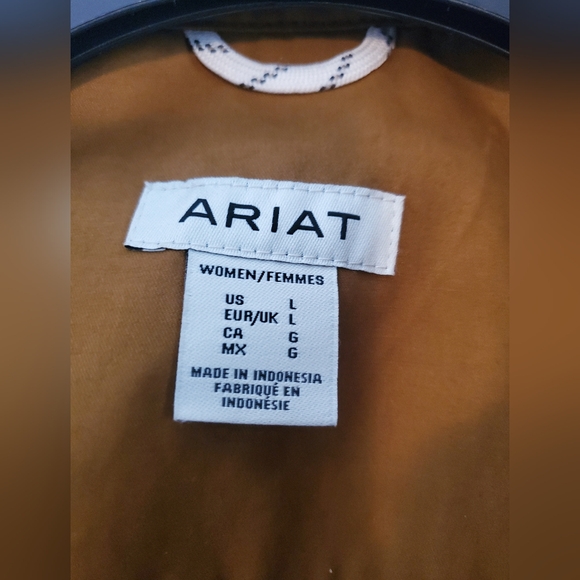 ARIAT
WOMEN/FEMMES
US L
EUR/UK L
CA G
MX G
MADE IN INDONESIA
FABRIQUÉ EN
INDONÉSIE